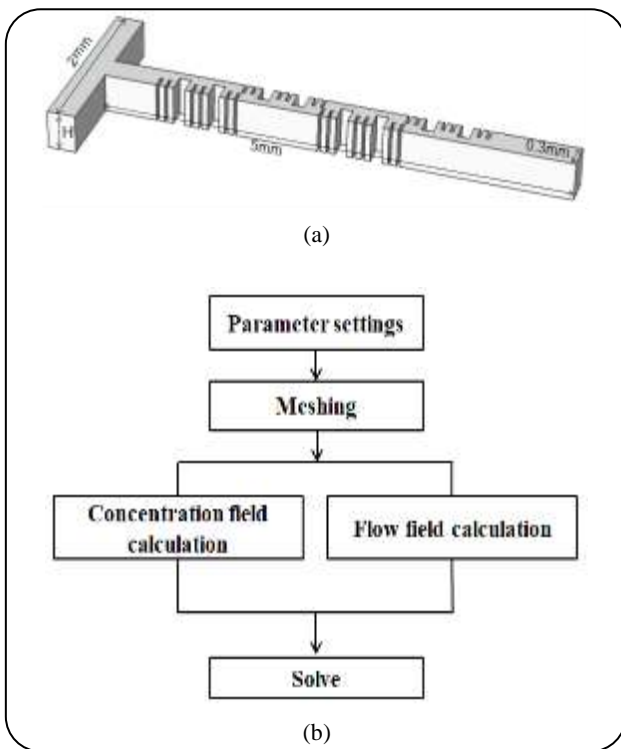 2mm
H
5mm
0.3mm
(a)
Parameter settings
Meshing
Concentration field
calculation
Flow field calculation
Solve
(b)